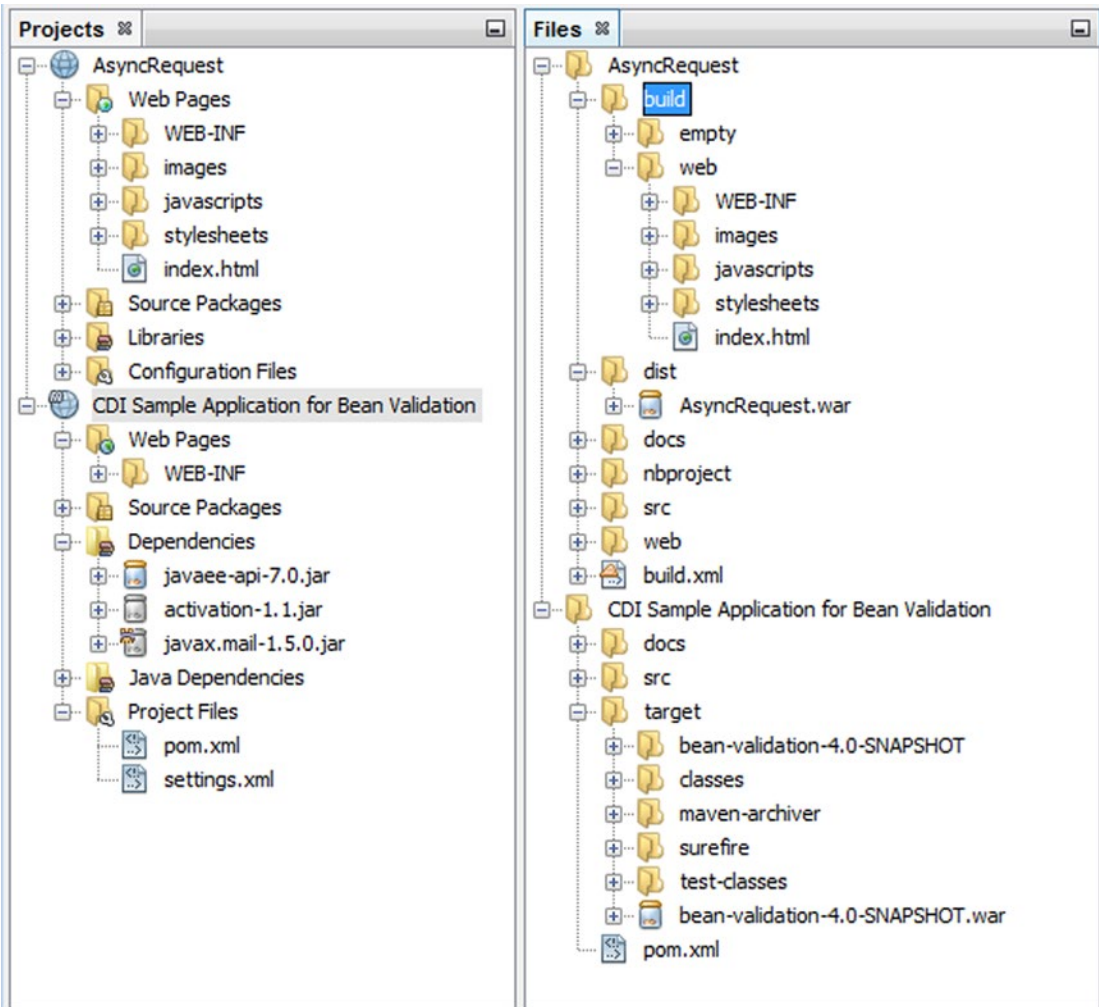 Projects
AsyncRequest
Web Pages
WEB-INF
images
javascripts
stylesheets
index.html
Source Packages
Libraries
Configuration Files
CDI Sample Application for Bean Validation
Web Pages
WEB-INF
Source Packages
Dependencies
javaee-api-7.0.jar
activation-1.1.jar
javax.mail-1.5.0.jar
Java Dependencies
Project Files
pom.xml
settings.xml
Files
AsyncRequest
build
empty
web
WEB-INF
images
javascripts
stylesheets
index.html
dist
AsyncRequest.war
docs
nbproject
src
web
build.xml
CDI Sample Application for Bean Validation
docs
src
target
bean-validation-4.0-SNAPSHOT
classes
maven-archiver
surefire
test-classes
bean-validation-4.0-SNAPSHOT.war
pom.xml